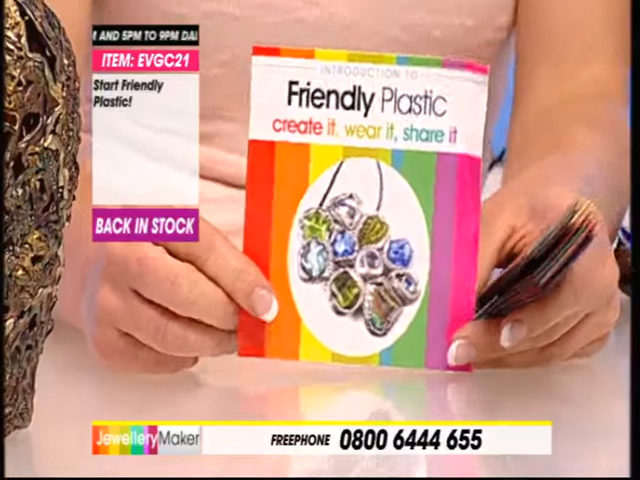 AND 5PM TO 9PM DAI
ITEM: EVGC21
Start Friendly
Plastic!
BACK IN STOCK
INTRODUCTION TO
Friendly Plastic
create it, wear it, share it
JewelleryMaker
FREEPHONE 0800 6444 655